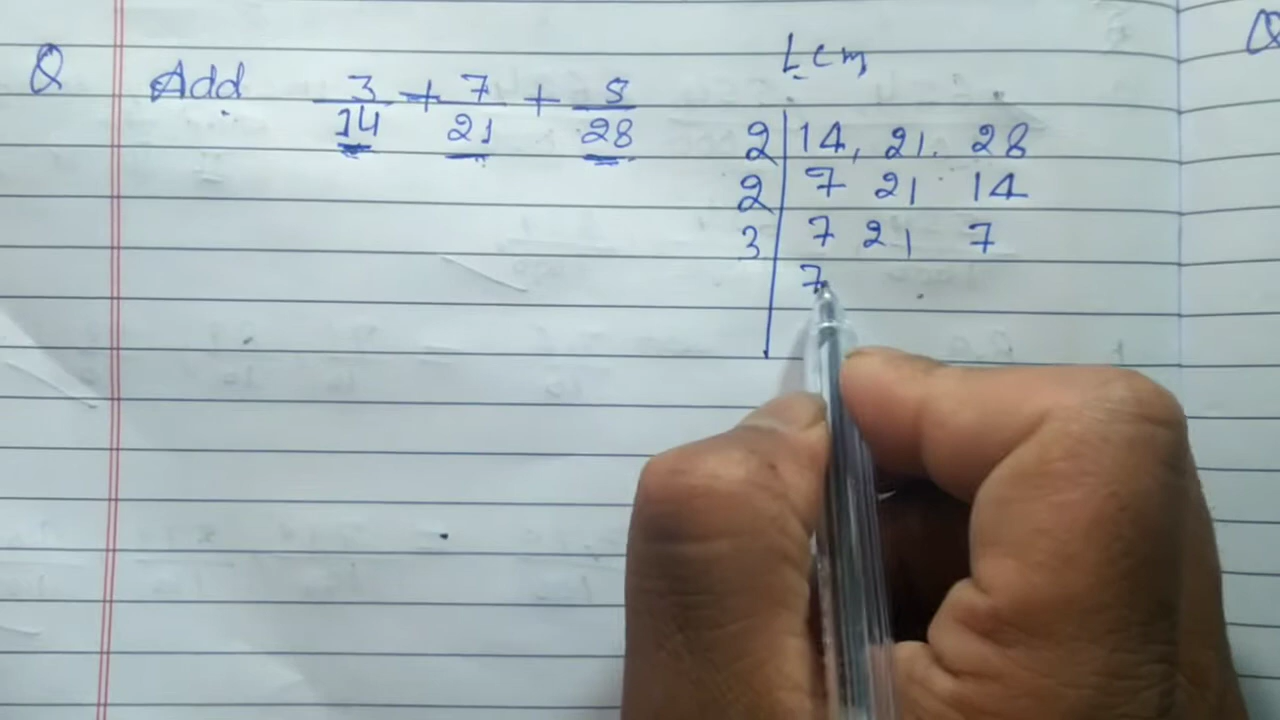 Q Add 3/14 + 7/21 + 5/28
Lcm
2 | 14, 21, 28
2 | 7 21 14
3 | 7 21 7
7
Q